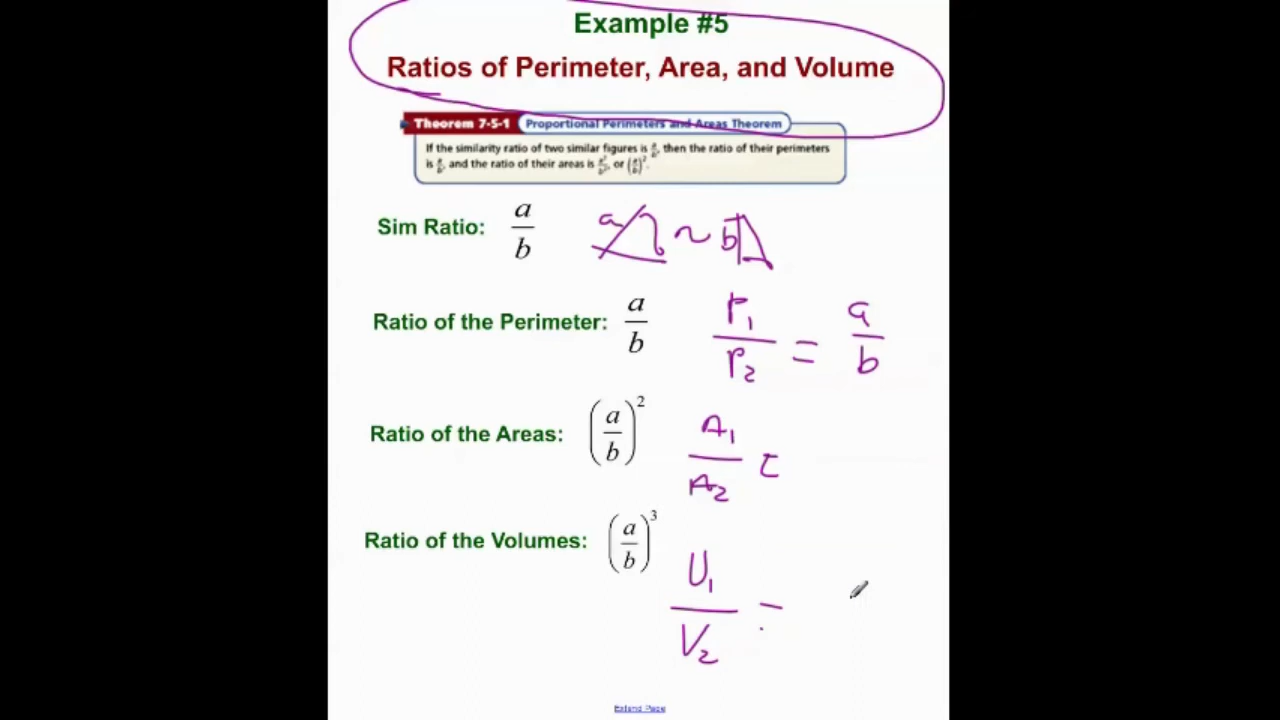 Example #5
Ratios of Perimeter, Area, and Volume
Theorem 7-5-1 Proportional Perimeters and Areas Theorem
If the similarity ratio of two similar figures is a/b, then the ratio of their perimeters
is a/b, and the ratio of their areas is a²/b², or (a/b)².
Sim Ratio: a/b a ~ b
Ratio of the Perimeter: a/b P₁/P₂ = a/b
Ratio of the Areas: (a/b)² A₁/A₂ =
Ratio of the Volumes: (a/b)³ V₁/V₂ =
Extend Page